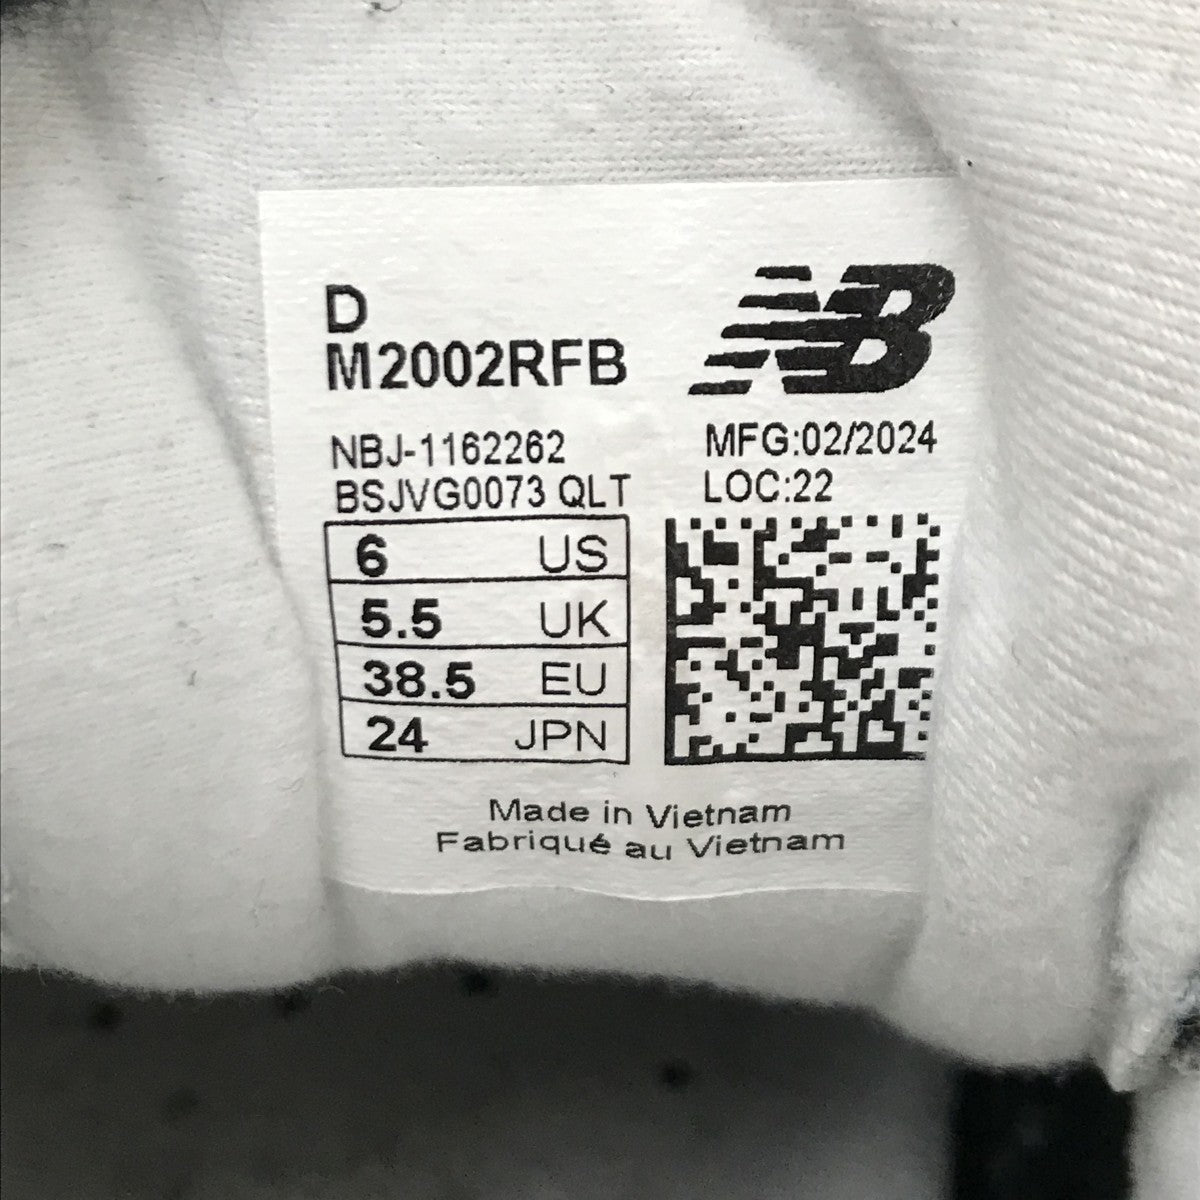 D
M2002RFB
NB
NBJ-1162262
MFG:02/2024
BSJVG0073 QLT
LOC:22
6 US
5.5 UK
38.5 EU
24 JPN
Made in Vietnam
Fabriqué au Vietnam